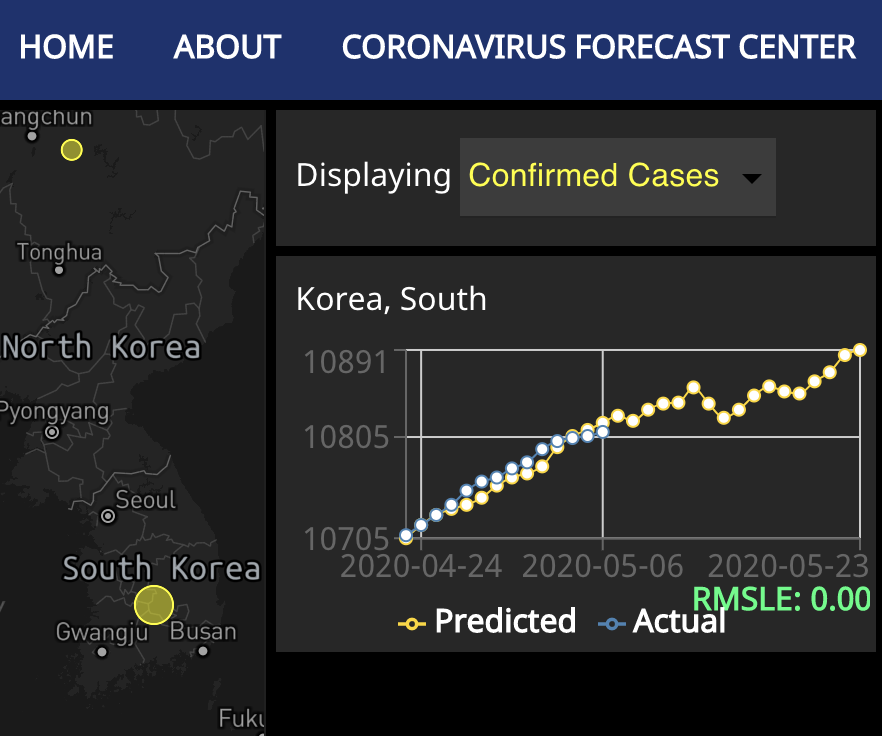 HOME ABOUT CORONAVIRUS FORECAST CENTER
angchun
Tonghua
North Korea
Pyongyang
Seoul
South Korea
Gwangju Busan
Fuku
Displaying Confirmed Cases
Korea, South
10891
10805
10705
2020-04-24 2020-05-06 2020-05-23
RMSLE: 0.00
Predicted Actual